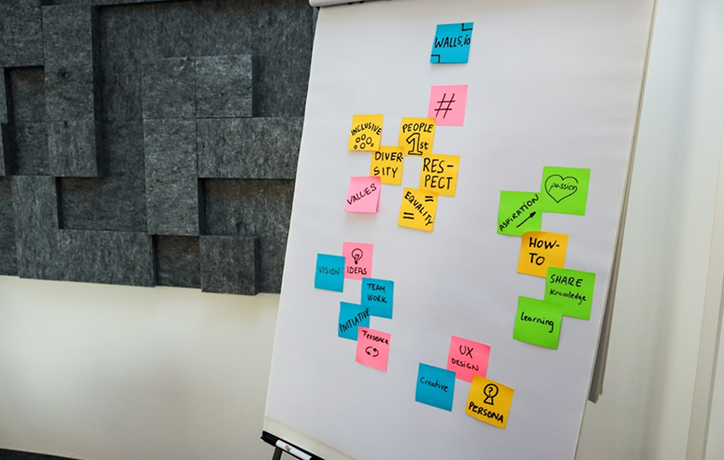 WALLS.io
#
INCLUSIVE
PEOPLE
1st
DIVER-
SITY
RES-
PECT
VALUES
EQUALITY
=
=
passion
ASPIRATION
HOW-
TO
SHARE
Knowledge
learning
VISION
IDEAS
TEAM
WORK
INITIATIVE
FEEDBACK
UX
DESIGN
Creative
?
PERSONA